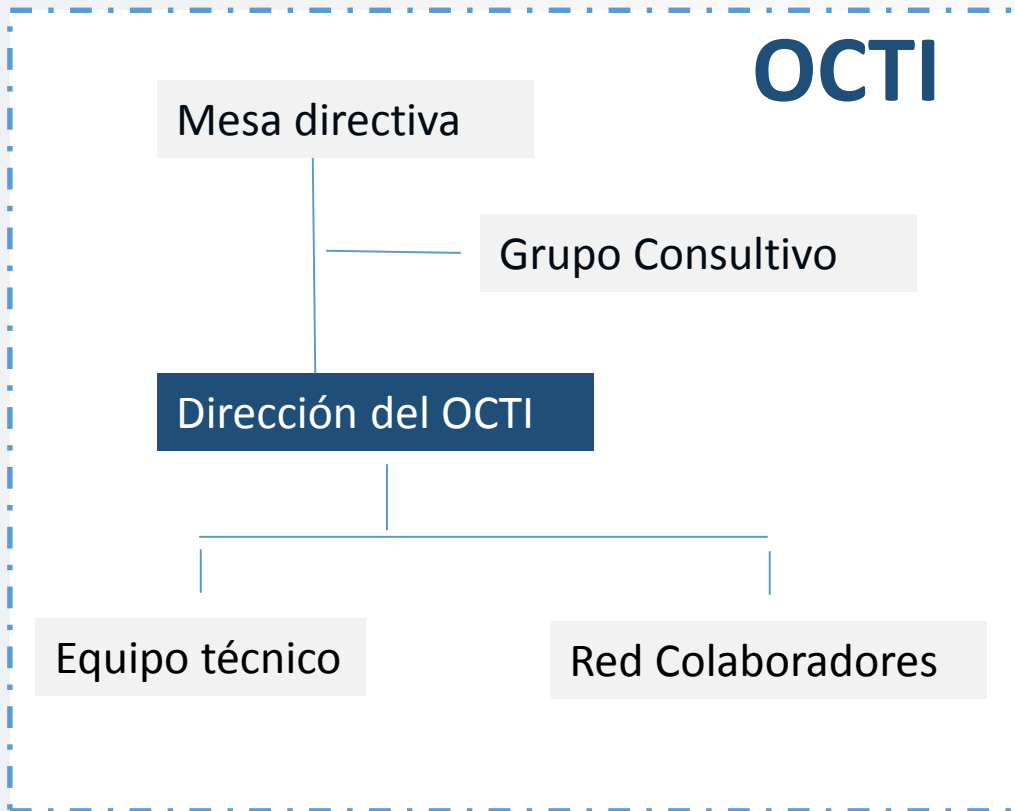 OCTI
Mesa directiva
Grupo Consultivo
Dirección del OCTI
Equipo técnico
Red Colaboradores